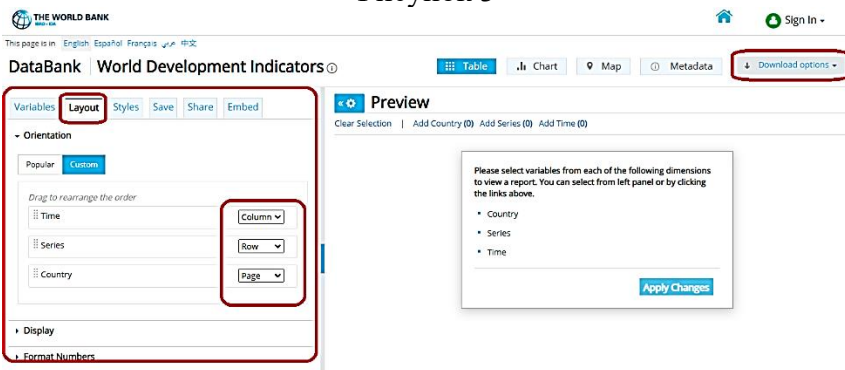 THE WORLD BANK
IBRD • IDA
Sign In
This page is in English Español Français عربي 中文
DataBank World Development Indicators
Table
Chart
Map
Metadata
Download options
Variables
Layout
Styles
Save
Share
Embed
Orientation
Popular
Custom
Drag to rearrange the order
Time
Column
Series
Row
Country
Page
Display
Format Numbers
Preview
Clear Selection | Add Country (0) Add Series (0) Add Time (0)
Please select variables from each of the following dimensions
to view a report. You can select from left panel or by clicking
the links above.
• Country
• Series
• Time
Apply Changes